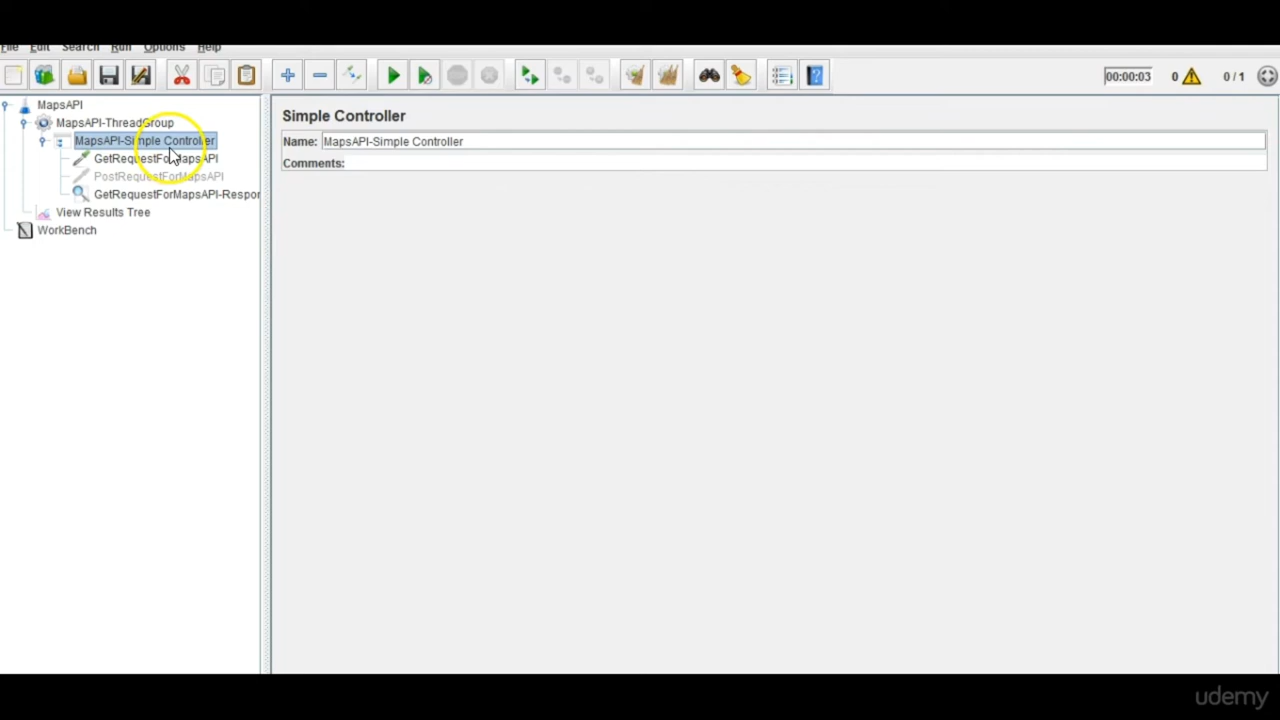 File Edit Search Run Options Help
00:00:03 0 0 / 1
MapsAPI
MapsAPI-ThreadGroup
MapsAPI-Simple Controller
GetRequestForMapsAPI
PostRequestForMapsAPI
GetRequestForMapsAPI-Respor
View Results Tree
WorkBench
Simple Controller
Name: MapsAPI-Simple Controller
Comments:
udemy